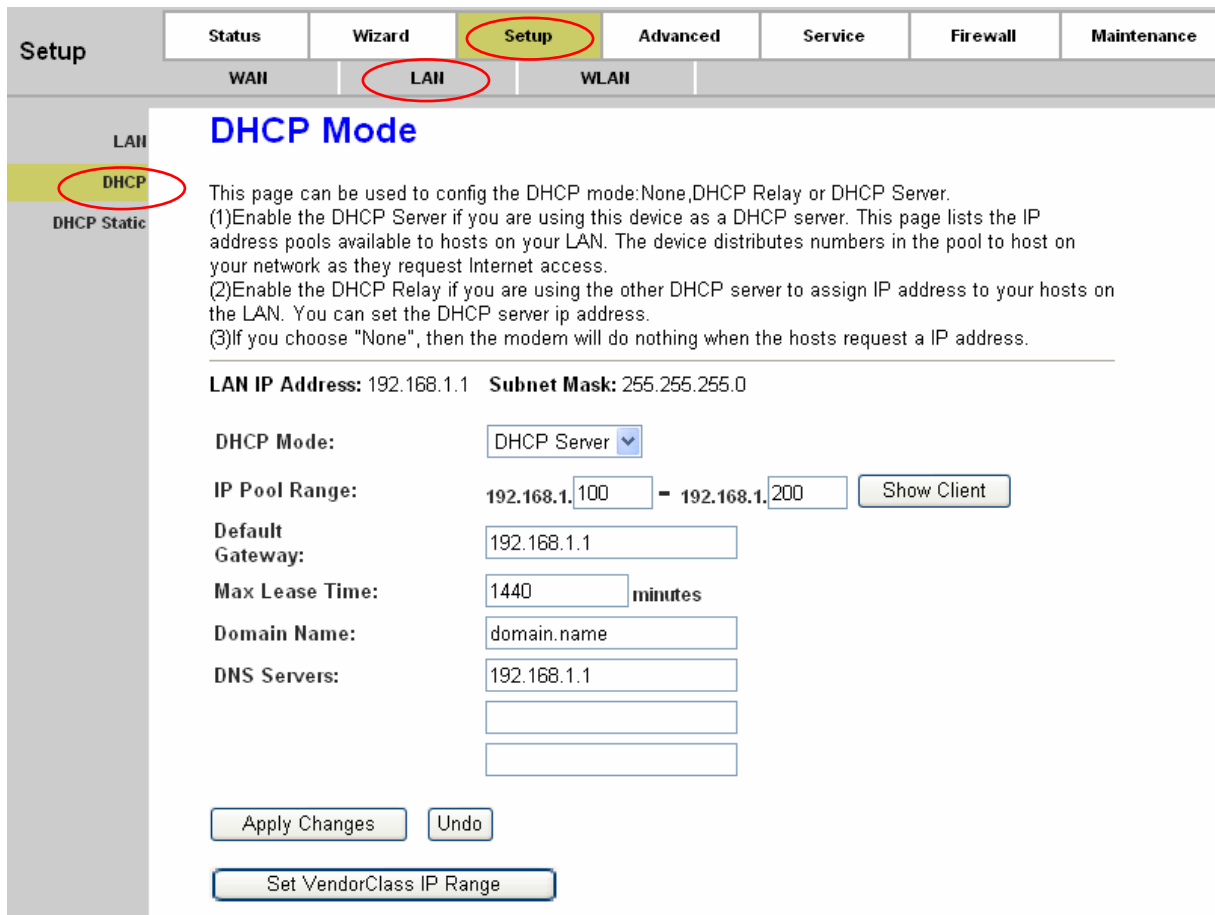 Setup
Status Wizard Setup Advanced Service Firewall Maintenance
WAN LAN WLAN
LAN
DHCP
DHCP Static
DHCP Mode
This page can be used to config the DHCP mode:None,DHCP Relay or DHCP Server.
(1)Enable the DHCP Server if you are using this device as a DHCP server. This page lists the IP
address pools available to hosts on your LAN. The device distributes numbers in the pool to host on
your network as they request Internet access.
(2)Enable the DHCP Relay if you are using the other DHCP server to assign IP address to your hosts on
the LAN. You can set the DHCP server ip address.
(3)If you choose "None", then the modem will do nothing when the hosts request a IP address.
LAN IP Address: 192.168.1.1 Subnet Mask: 255.255.255.0
DHCP Mode: DHCP Server
IP Pool Range: 192.168.1.100 - 192.168.1.200 Show Client
Default
Gateway: 192.168.1.1
Max Lease Time: 1440 minutes
Domain Name: domain.name
DNS Servers: 192.168.1.1
Apply Changes Undo
Set VendorClass IP Range